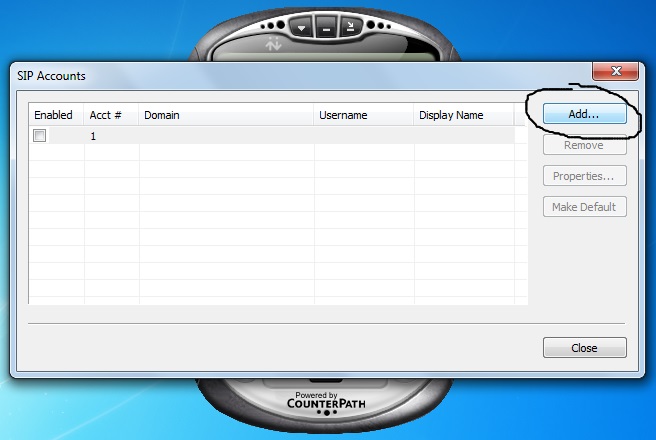 SIP Accounts
Enabled Acct # Domain Username Display Name
1
Add...
Remove
Properties...
Make Default
Close
Powered by
COUNTERPATH